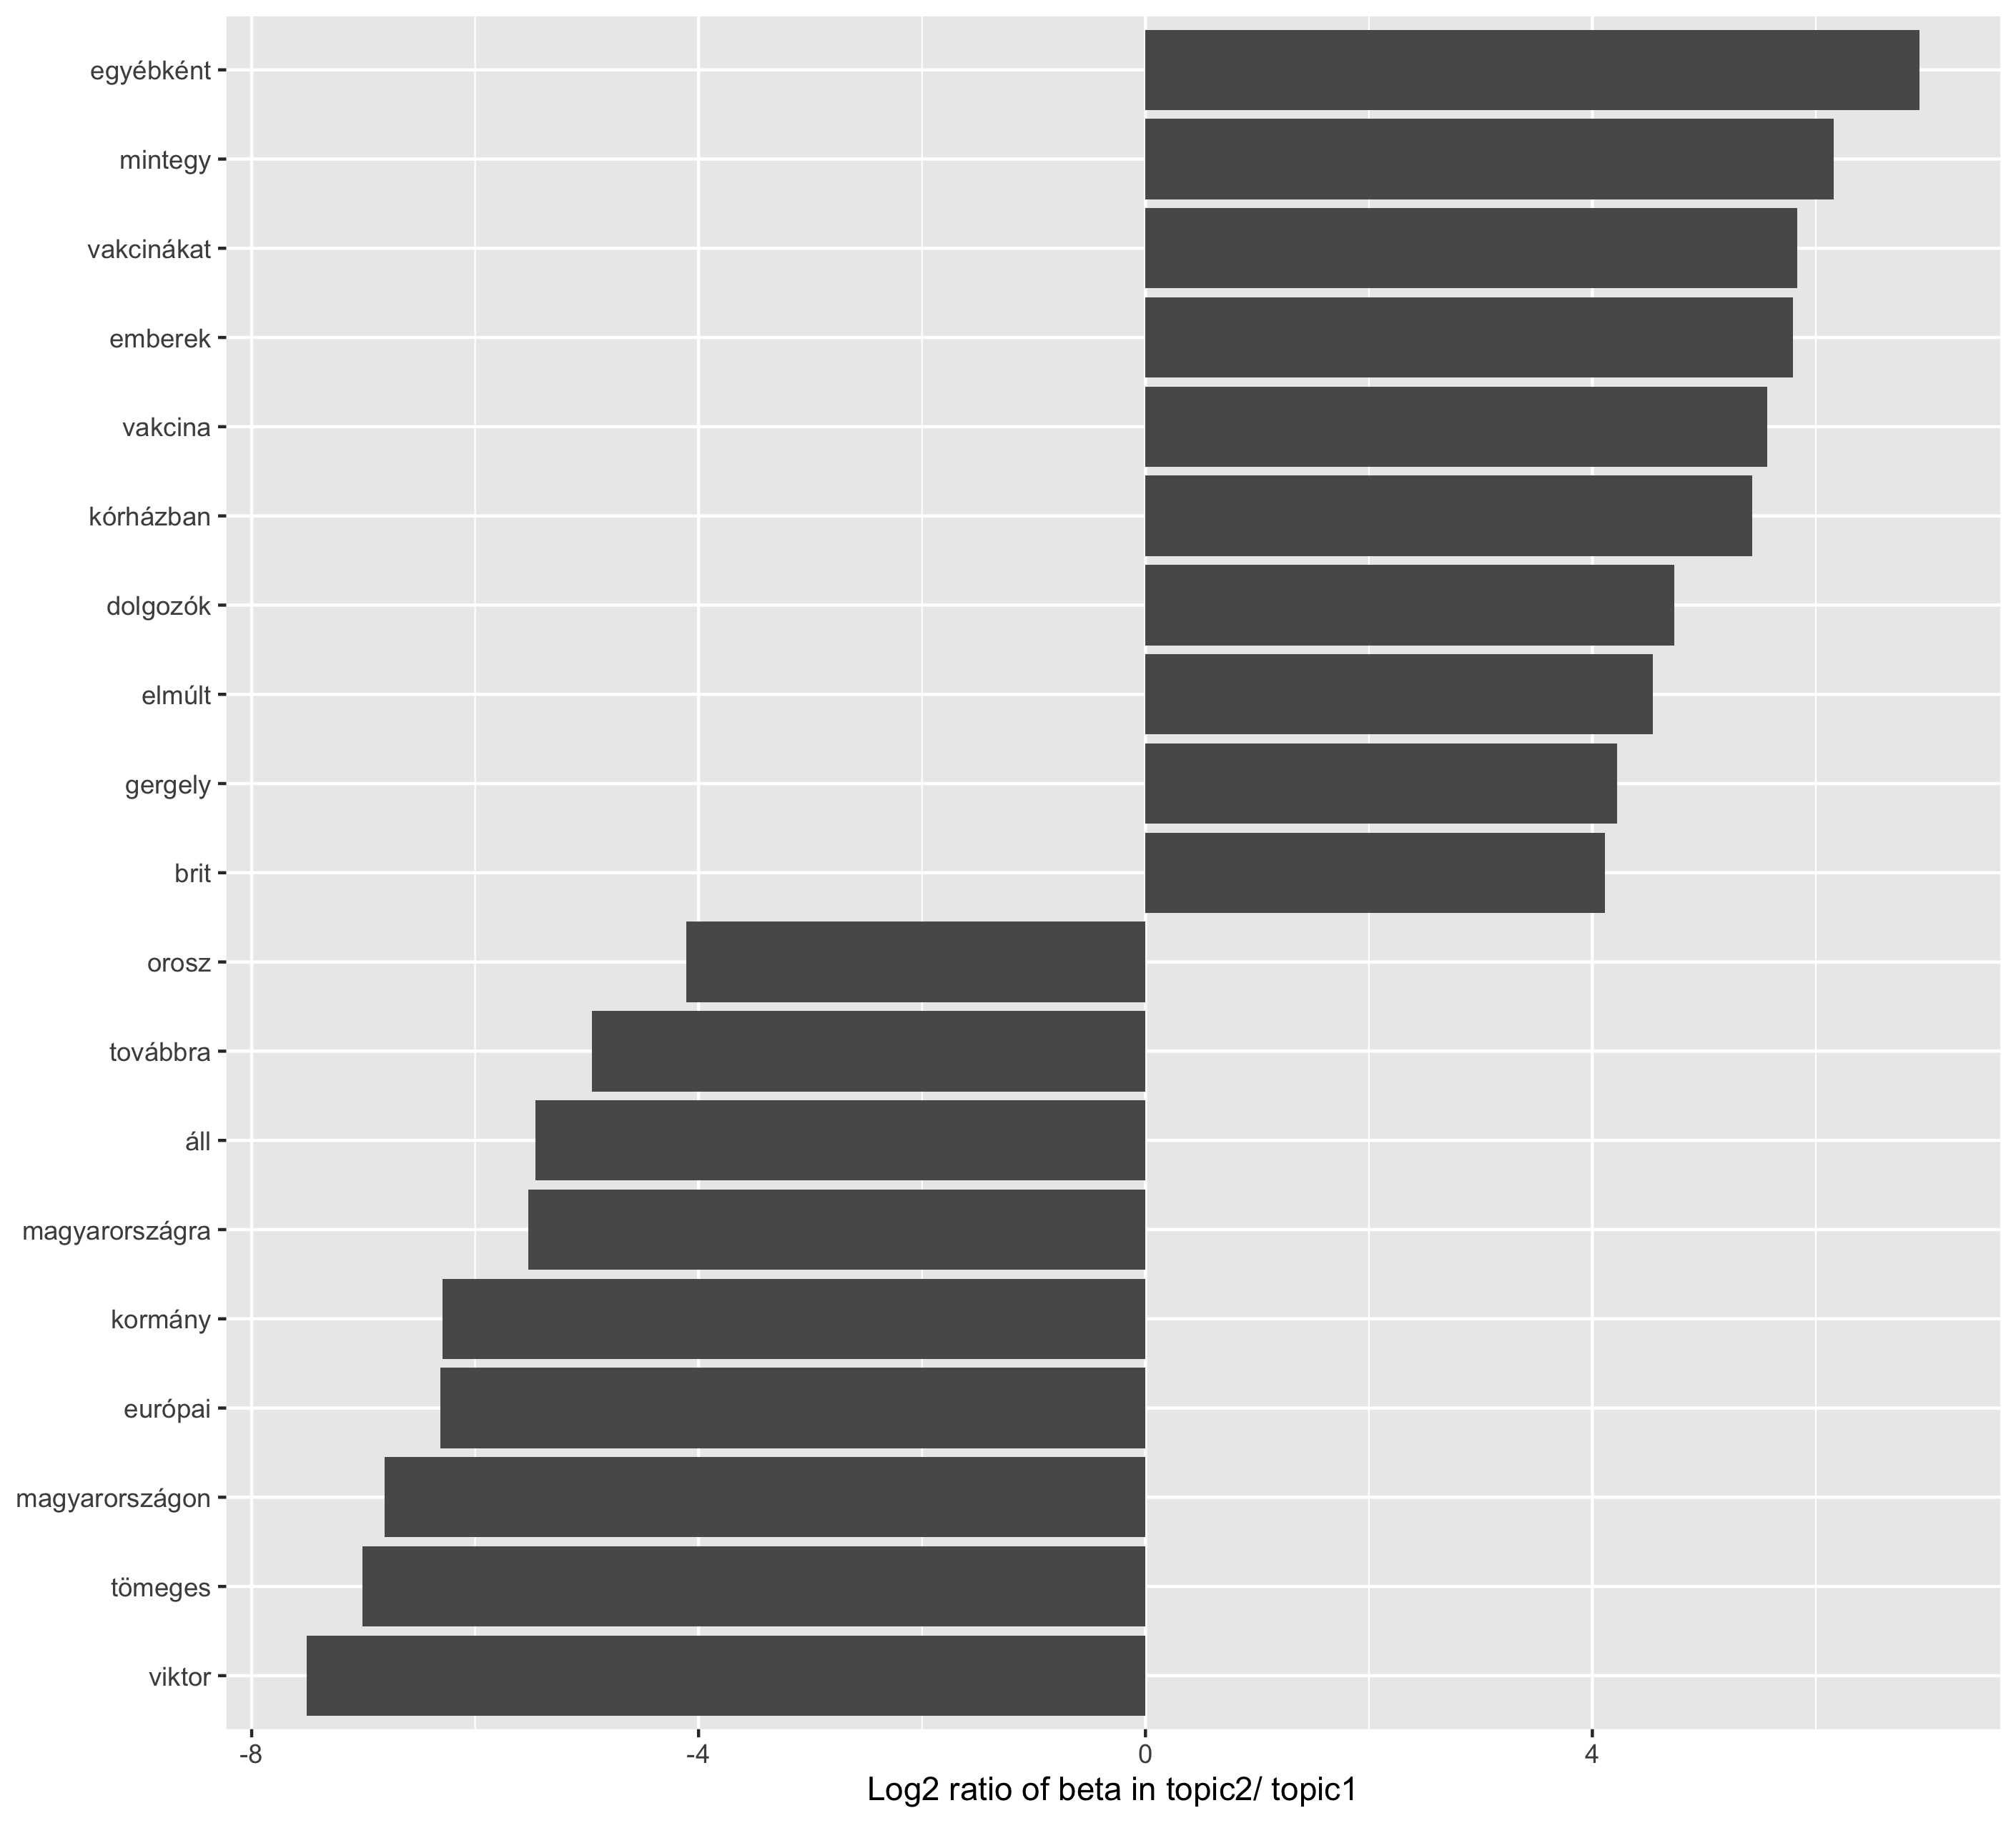 egyébként
mintegy
vakcinákat
emberek
vakcina
kórházban
dolgozók
elmúlt
gergely
brit
orosz
továbbra
áll
magyarországra
kormány
európai
magyarországon
tömeges
viktor
-8 -4 0 4
Log2 ratio of beta in topic2/ topic1